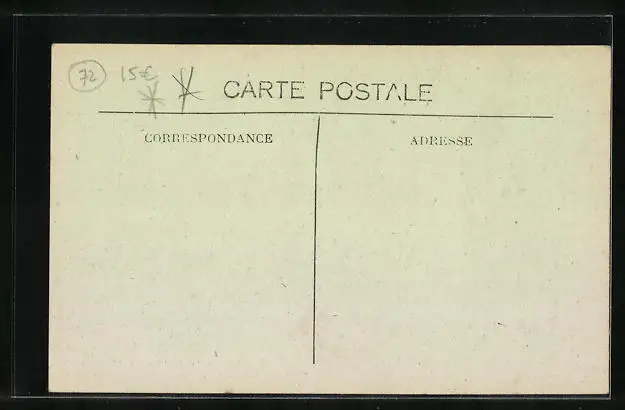 72 15€ CARTE POSTALE
CORRESPONDANCE ADRESSE